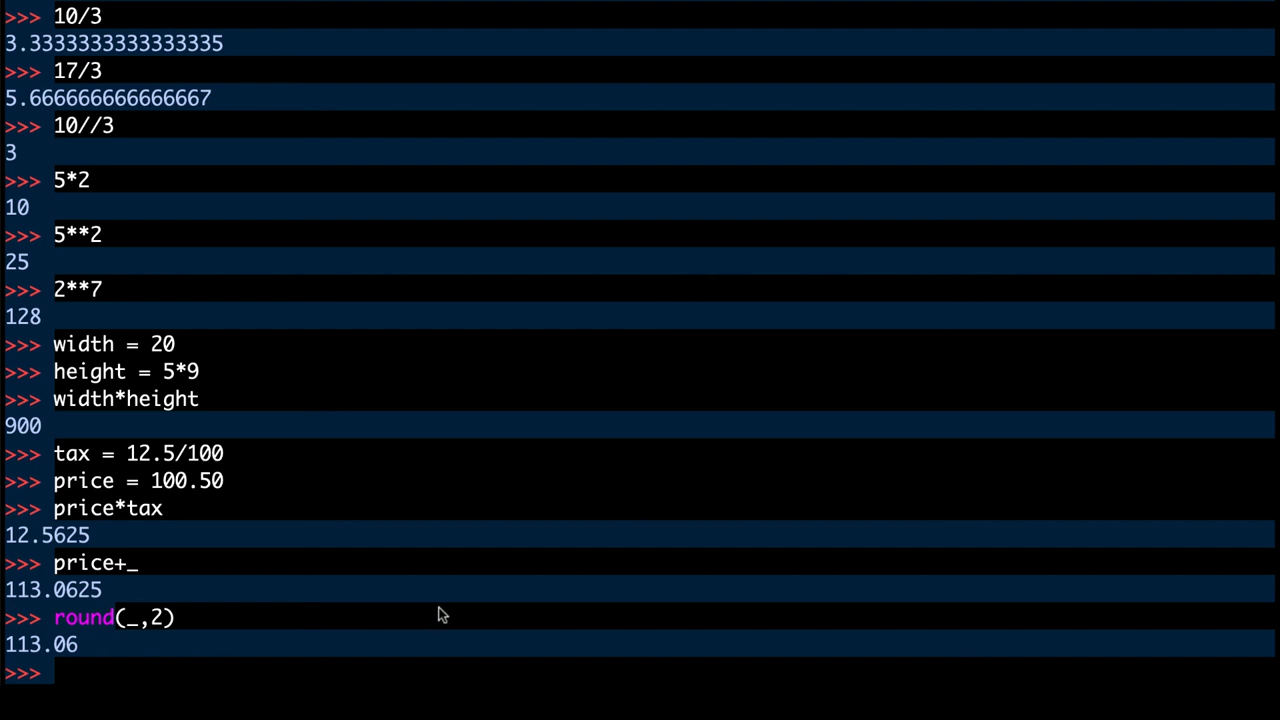 >>> 10/3
3.3333333333333335
>>> 17/3
5.666666666666667
>>> 10//3
3
>>> 5*2
10
>>> 5**2
25
>>> 2**7
128
>>> width = 20
>>> height = 5*9
>>> width*height
900
>>> tax = 12.5/100
>>> price = 100.50
>>> price*tax
12.5625
>>> price+_
113.0625
>>> round(_,2)
113.06
>>>